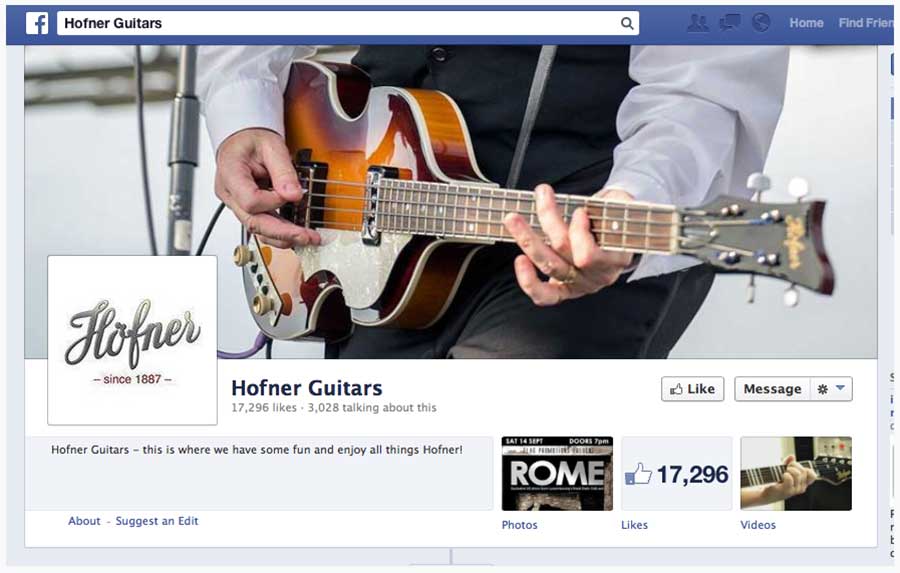 Hofner Guitars
Home Find Frien
Höfner
Höfner
– since 1887 –
Hofner Guitars
17,296 likes · 3,028 talking about this
Like
Message
Hofner Guitars – this is where we have some fun and enjoy all things Hofner!
SAT 14 SEPT DOORS 7pm
ROME
17,296
About - Suggest an Edit
Photos
Likes
Videos